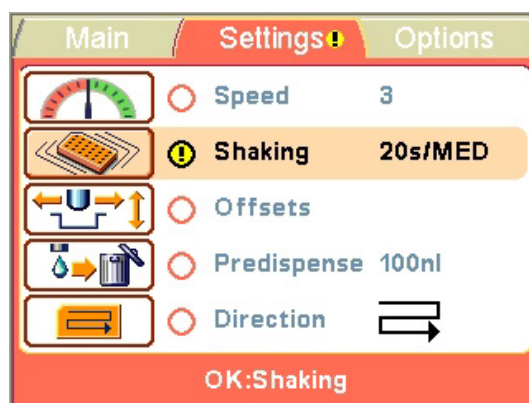 Main Settings! Options
Speed 3
! Shaking 20s/MED
Offsets
Predispense 100nl
Direction
OK:Shaking